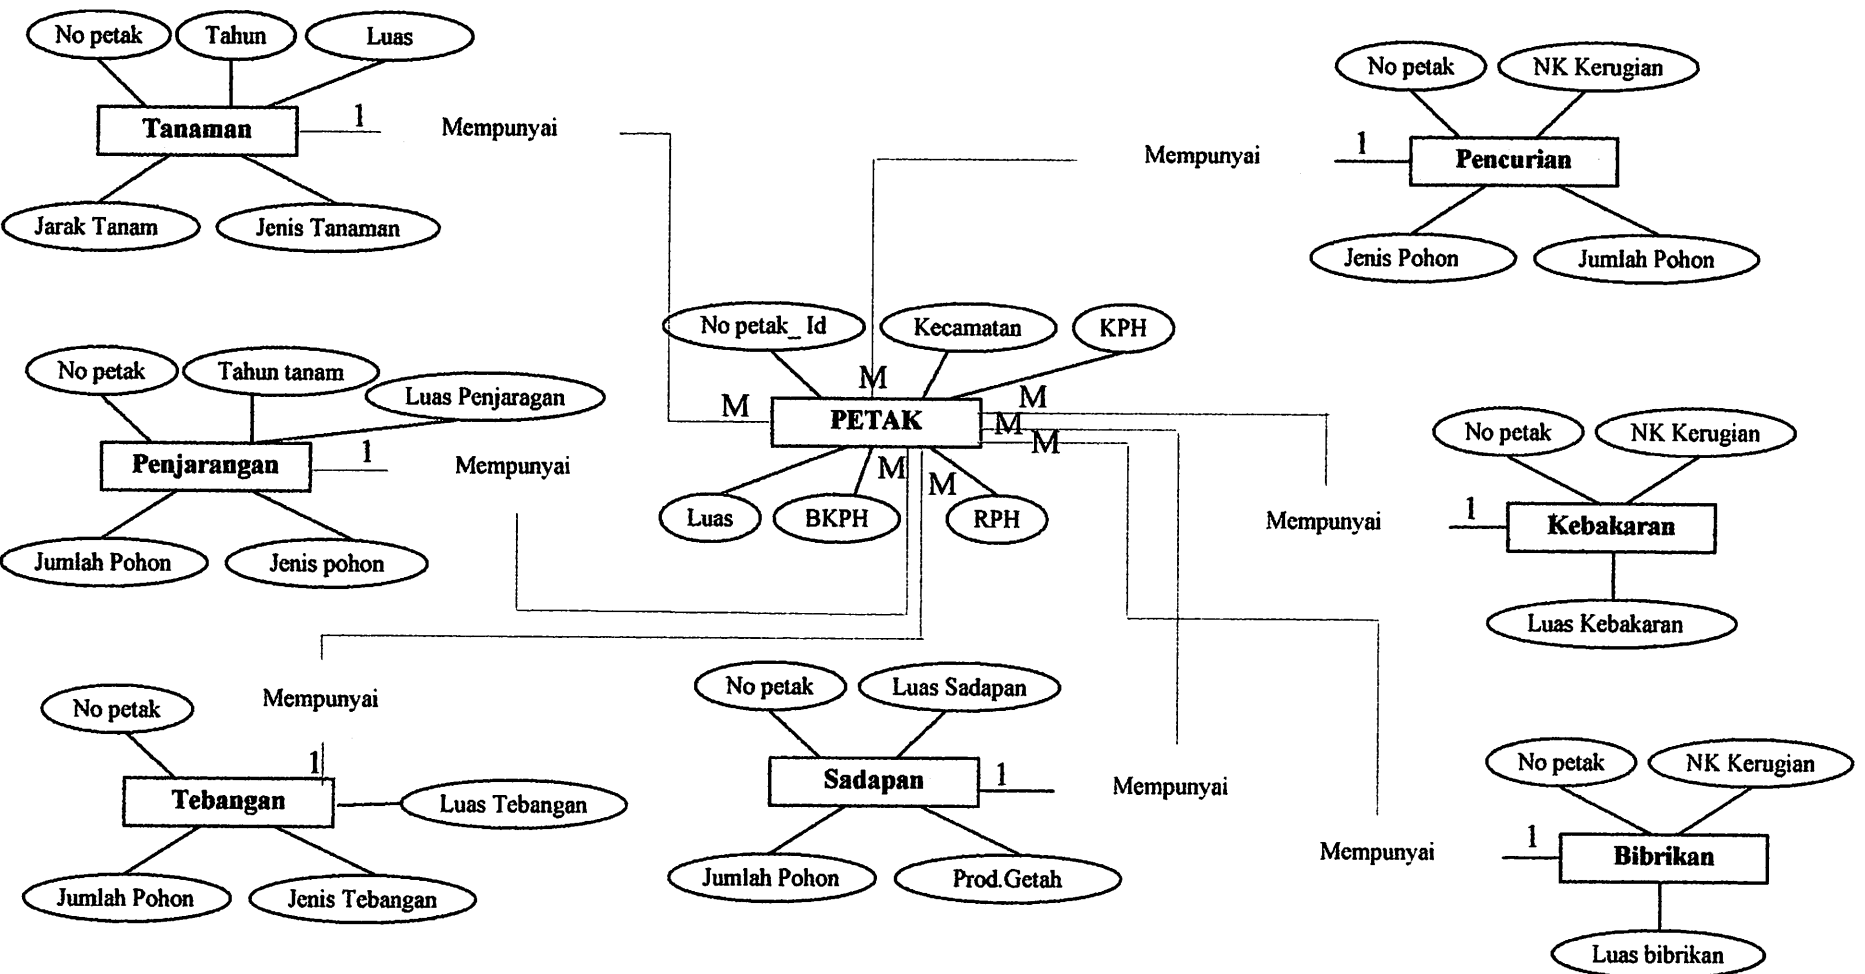 No petak
Tahun
Luas
Tanaman
1
Mempunyai
Jarak Tanam
Jenis Tanaman
No petak
NK Kerugian
Mempunyai
1
Pencurian
Jenis Pohon
Jumlah Pohon
No petak_ Id
Kecamatan
KPH
M
M
M
PETAK
M
M
M
M
Luas
BKPH
RPH
No petak
Tahun tanam
Luas Penjaragan
Penjarangan
1
Mempunyai
Jumlah Pohon
Jenis pohon
No petak
NK Kerugian
Mempunyai
1
Kebakaran
Luas Kebakaran
No petak
Mempunyai
1
Tebangan
Luas Tebangan
Jumlah Pohon
Jenis Tebangan
No petak
Luas Sadapan
Sadapan
1
Mempunyai
Jumlah Pohon
Prod.Getah
No petak
NK Kerugian
Mempunyai
1
Bibrikan
Luas bibrikan